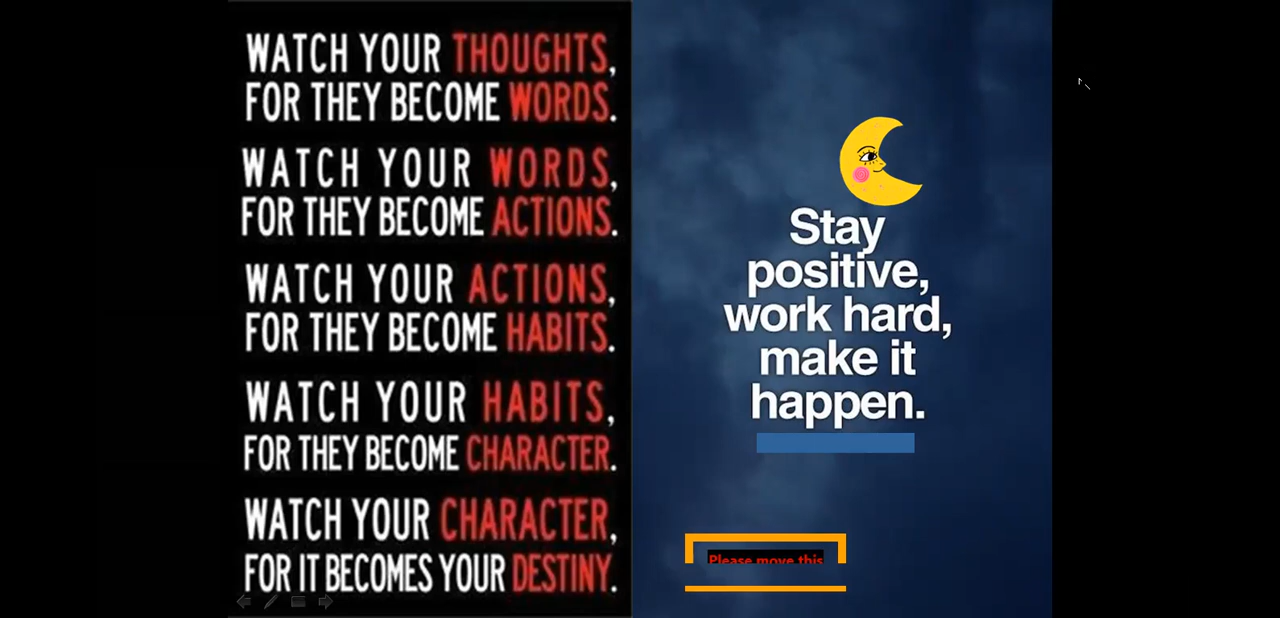 WATCH YOUR THOUGHTS,
FOR THEY BECOME WORDS.
WATCH YOUR WORDS,
FOR THEY BECOME ACTIONS.
WATCH YOUR ACTIONS,
FOR THEY BECOME HABITS.
WATCH YOUR HABITS,
FOR THEY BECOME CHARACTER.
WATCH YOUR CHARACTER,
FOR IT BECOMES YOUR DESTINY.
Stay
positive,
work hard,
make it
happen.
Please move this